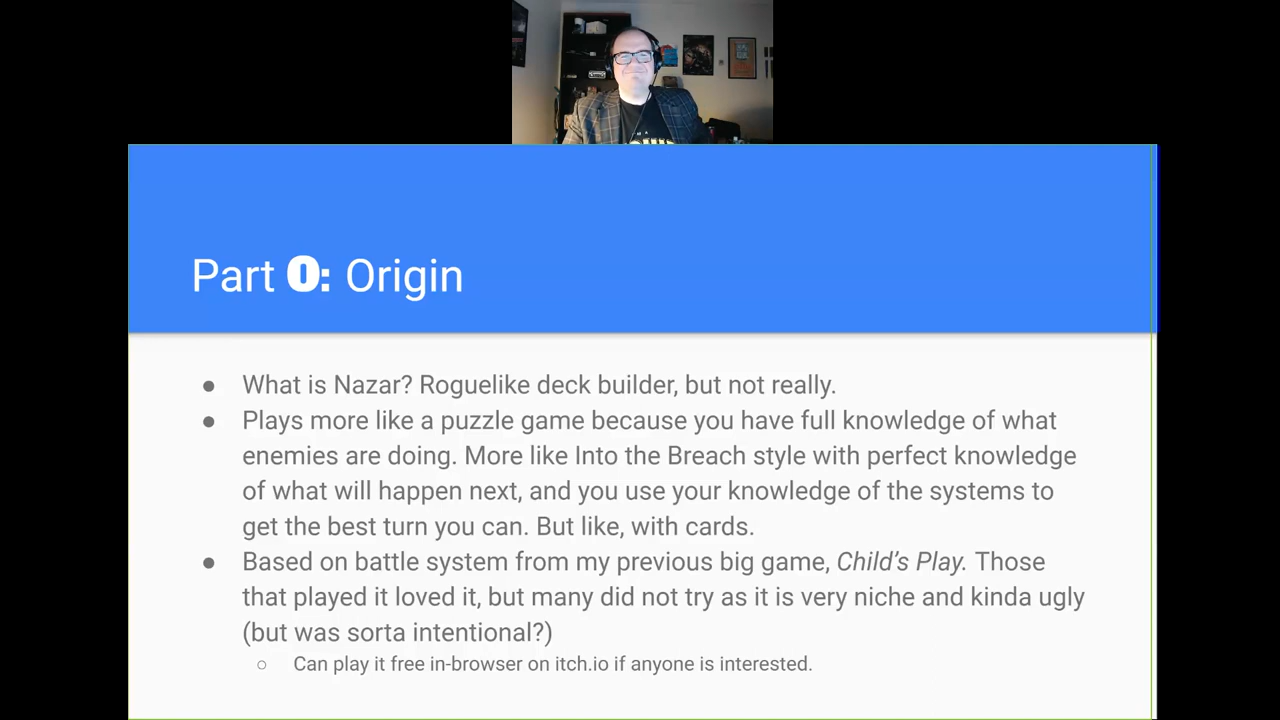 Part 0: Origin
● What is Nazar? Roguelike deck builder, but not really.
● Plays more like a puzzle game because you have full knowledge of what
enemies are doing. More like Into the Breach style with perfect knowledge
of what will happen next, and you use your knowledge of the systems to
get the best turn you can. But like, with cards.
● Based on battle system from my previous big game, Child’s Play. Those
that played it loved it, but many did not try as it is very niche and kinda ugly
(but was sorta intentional?)
○ Can play it free in-browser on itch.io if anyone is interested.